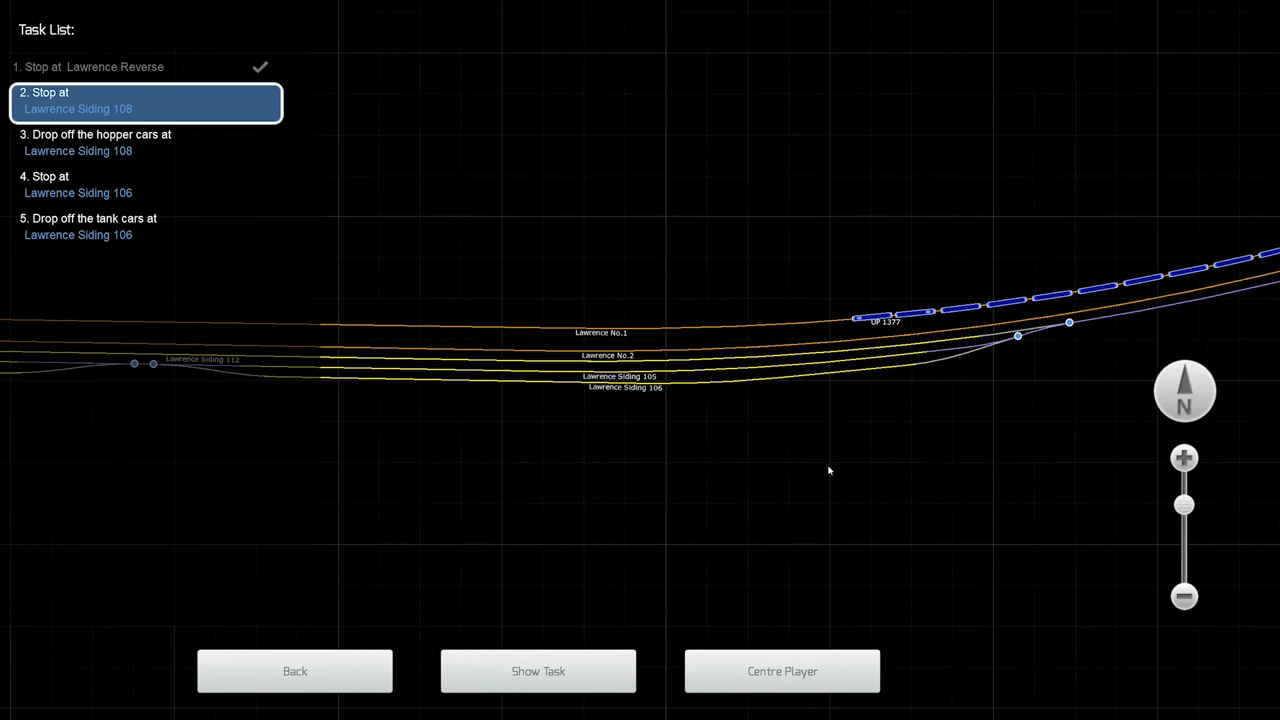 Task List:
1. Stop at Lawrence Reverse
2. Stop at
Lawrence Siding 108
3. Drop off the hopper cars at
Lawrence Siding 108
4. Stop at
Lawrence Siding 106
5. Drop off the tank cars at
Lawrence Siding 106
UP 1377
Lawrence No.1
Lawrence No.2
Lawrence Siding 112
Lawrence Siding 105
Lawrence Siding 106
N
Back
Show Task
Centre Player